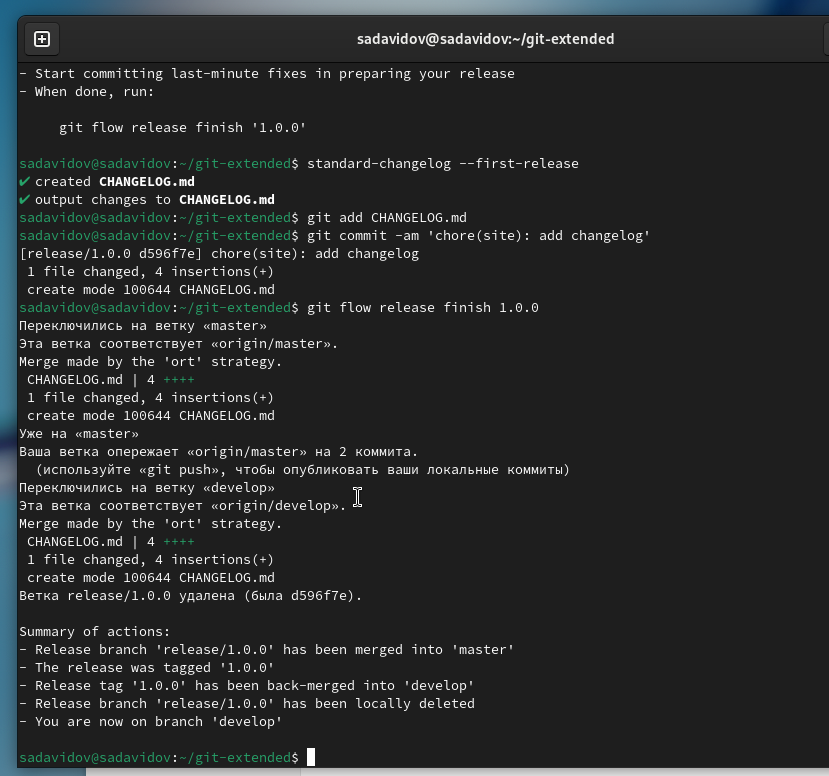 sadavidov@sadavidov:~/git-extended
- Start committing last-minute fixes in preparing your release
- When done, run:
git flow release finish '1.0.0'
sadavidov@sadavidov:~/git-extended$ standard-changelog --first-release
✔ created CHANGELOG.md
✔ output changes to CHANGELOG.md
sadavidov@sadavidov:~/git-extended$ git add CHANGELOG.md
sadavidov@sadavidov:~/git-extended$ git commit -am 'chore(site): add changelog'
[release/1.0.0 d596f7e] chore(site): add changelog
1 file changed, 4 insertions(+)
create mode 100644 CHANGELOG.md
sadavidov@sadavidov:~/git-extended$ git flow release finish 1.0.0
Переключились на ветку «master»
Эта ветка соответствует «origin/master».
Merge made by the 'ort' strategy.
CHANGELOG.md | 4 ++++
1 file changed, 4 insertions(+)
create mode 100644 CHANGELOG.md
Уже на «master»
Ваша ветка опережает «origin/master» на 2 коммита.
(используйте «git push», чтобы опубликовать ваши локальные коммиты)
Переключились на ветку «develop»
Эта ветка соответствует «origin/develop».
Merge made by the 'ort' strategy.
CHANGELOG.md | 4 ++++
1 file changed, 4 insertions(+)
create mode 100644 CHANGELOG.md
Ветка release/1.0.0 удалена (была d596f7e).
Summary of actions:
- Release branch 'release/1.0.0' has been merged into 'master'
- The release was tagged '1.0.0'
- Release tag '1.0.0' has been back-merged into 'develop'
- Release branch 'release/1.0.0' has been locally deleted
- You are now on branch 'develop'
sadavidov@sadavidov:~/git-extended$